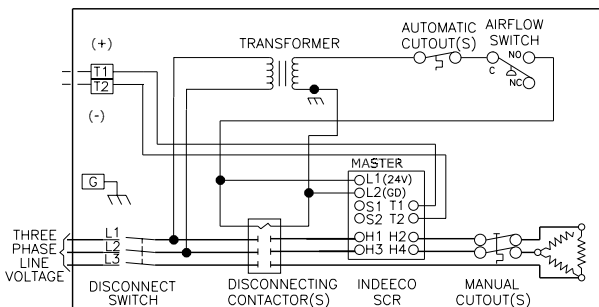 AUTOMATIC
CUTOUT(S)
AIRFLOW
SWITCH
(+)
TRANSFORMER
NO
C
NC
T1
T2
(-)
MASTER
L1(24V)
L2(GD)
S1 T1
S2 T2
G
H1 H2
H3 H4
THREE
PHASE
LINE
VOLTAGE
L1
L2
L3
DISCONNECT
SWITCH
DISCONNECTING
CONTACTOR(S)
INDEECO
SCR
MANUAL
CUTOUT(S)